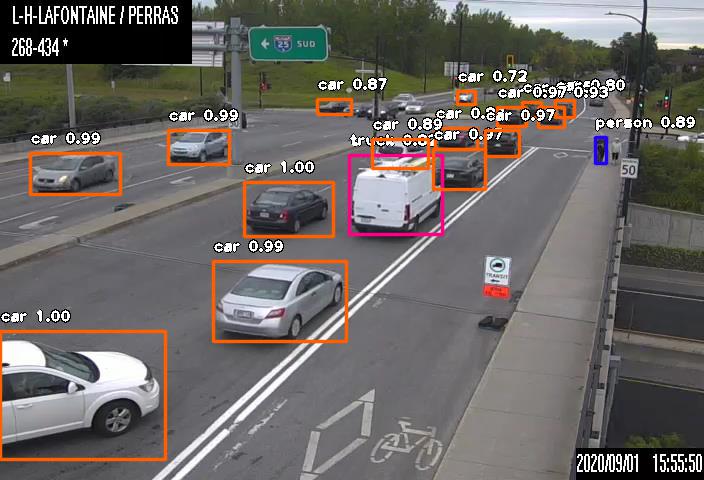 L-H-LAFONTAINE / PERRAS
268-434 *
25 SUD
car 0.87
car 0.72
car 0.99
car 0.99
car 0.97
car 0.97
person 0.89
car 0.89
car 1.00
50
car 0.99
TRANSIT
car 1.00
2020/09/01 15:55:50